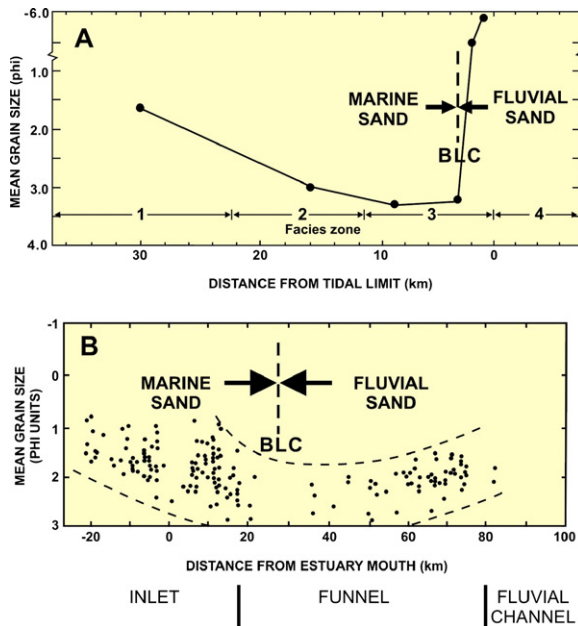 A
-6.0
1.0
2.0
3.0
4.0
MEAN GRAIN SIZE (phi)
MARINE SAND
FLUVIAL SAND
BLC
1 2 3 4
Facies zone
30 20 10 0
DISTANCE FROM TIDAL LIMIT (km)
B
-1
0
1
2
3
MEAN GRAIN SIZE
(PHI UNITS)
MARINE SAND
FLUVIAL SAND
BLC
-20 0 20 40 60 80 100
DISTANCE FROM ESTUARY MOUTH (km)
INLET FUNNEL FLUVIAL
CHANNEL